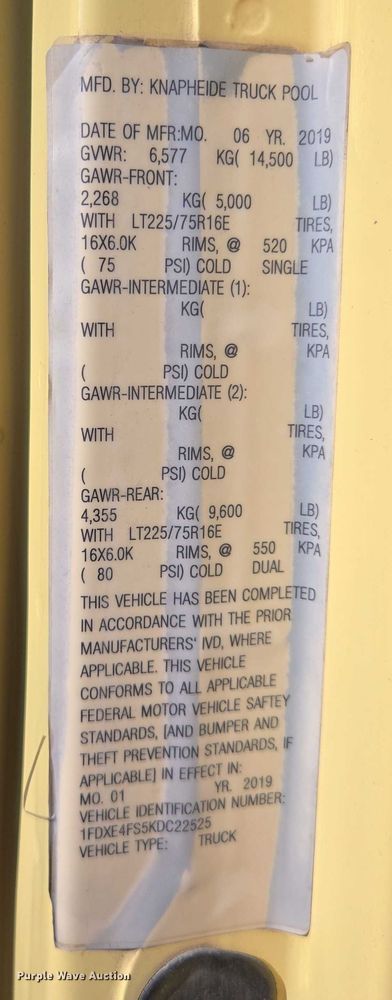 MFD. BY: KNAPHEIDE TRUCK POOL
DATE OF MFR:MO. 06 YR. 2019
GVWR: 6,577 KG( 14,500 LB)
GAWR-FRONT:
2,268 KG( 5,000 LB)
WITH LT225/75R16E TIRES,
16X6.0K RIMS, @ 520 KPA
( 75 PSI) COLD SINGLE
GAWR-INTERMEDIATE (1):
KG( LB)
WITH TIRES,
RIMS, @ KPA
( PSI) COLD
GAWR-INTERMEDIATE (2):
KG( LB)
WITH TIRES,
RIMS, @ KPA
( PSI) COLD
GAWR-REAR:
4,355 KG( 9,600 LB)
WITH LT225/75R16E TIRES,
16X6.0K RIMS, @ 550 KPA
( 80 PSI) COLD DUAL
THIS VEHICLE HAS BEEN COMPLETED
IN ACCORDANCE WITH THE PRIOR
MANUFACTURERS' IVD, WHERE
APPLICABLE. THIS VEHICLE
CONFORMS TO ALL APPLICABLE
FEDERAL MOTOR VEHICLE SAFTEY
STANDARDS, [AND BUMPER AND
THEFT PREVENTION STANDARDS, IF
APPLICABLE] IN EFFECT IN:
MO. 01 YR. 2019
VEHICLE IDENTIFICATION NUMBER:
1FDXE4FS5KDC22525
VEHICLE TYPE: TRUCK
Purple Wave Auction